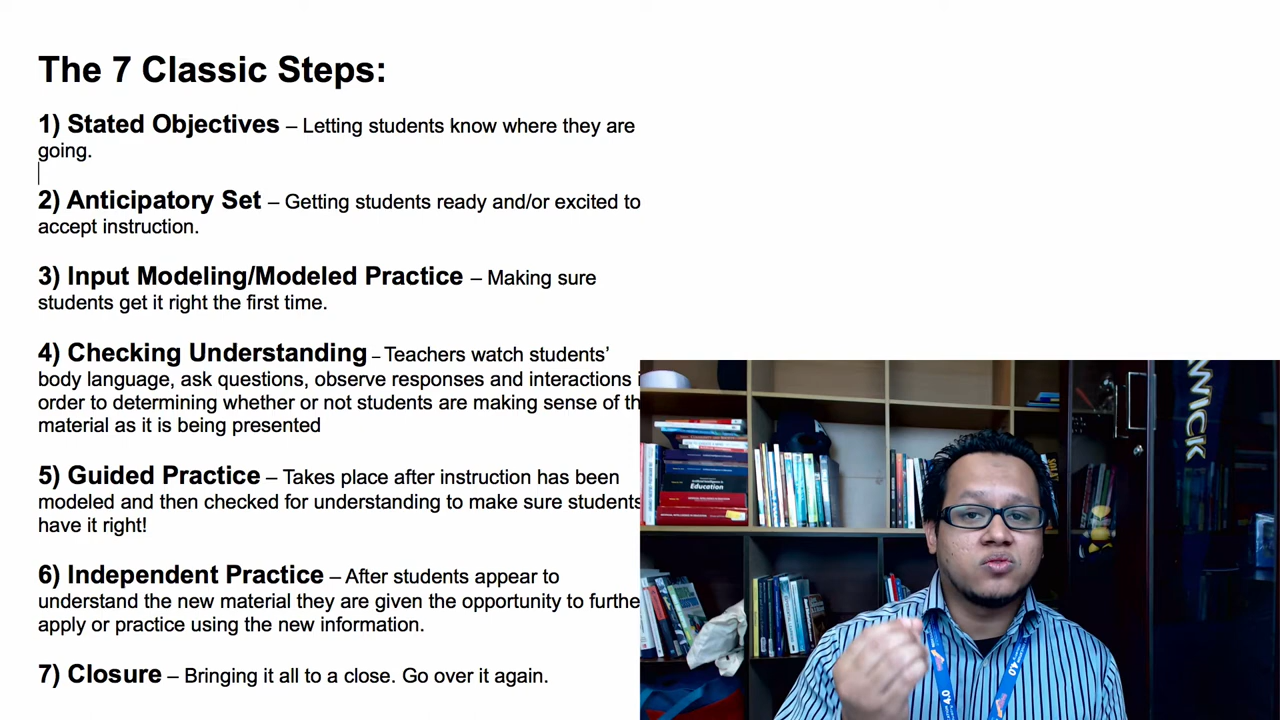 The 7 Classic Steps:
1) Stated Objectives – Letting students know where they are
going.
2) Anticipatory Set – Getting students ready and/or excited to
accept instruction.
3) Input Modeling/Modeled Practice – Making sure
students get it right the first time.
4) Checking Understanding – Teachers watch students’
body language, ask questions, observe responses and interactions
order to determining whether or not students are making sense of
material as it is being presented
5) Guided Practice – Takes place after instruction has been
modeled and then checked for understanding to make sure students
have it right!
6) Independent Practice – After students appear to
understand the new material they are given the opportunity to
apply or practice using the new information.
7) Closure – Bringing it all to a close. Go over it again.
Education
WICK
4.0
4.0